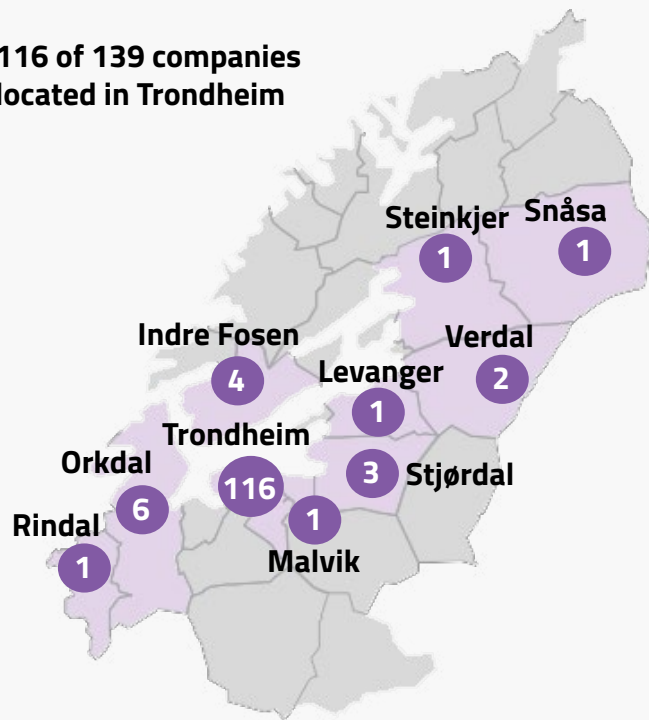 116 of 139 companies
located in Trondheim
Steinkjer
1
Snåsa
1
Indre Fosen
4
Levanger
1
Verdal
2
Trondheim
116
Orkdal
6
3
Stjørdal
Rindal
1
1
Malvik